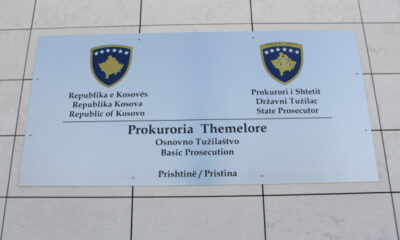 Republika e Kosovës
Republika Kosova
Republic of Kosovo
Prokurori i Shtetit
Državni Tužilac
State Prosecutor
Prokuroria Themelore
Osnovno Tužilaštvo
Basic Prosecution
Prishtinë / Pristina